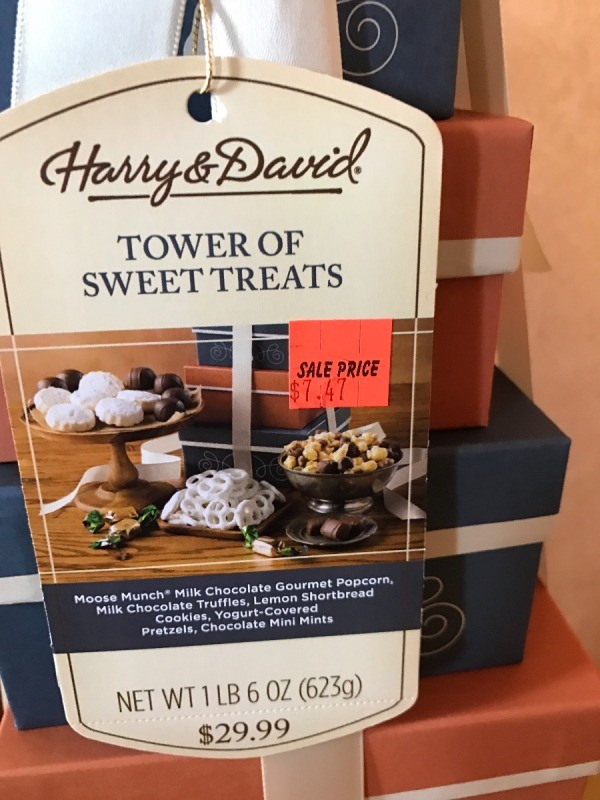 Harry & David®
TOWER OF
SWEET TREATS
SALE PRICE
$7.47
Moose Munch® Milk Chocolate Gourmet Popcorn,
Milk Chocolate Truffles, Lemon Shortbread
Cookies, Yogurt-Covered
Pretzels, Chocolate Mini Mints
NET WT 1 LB 6 OZ (623g)
$29.99